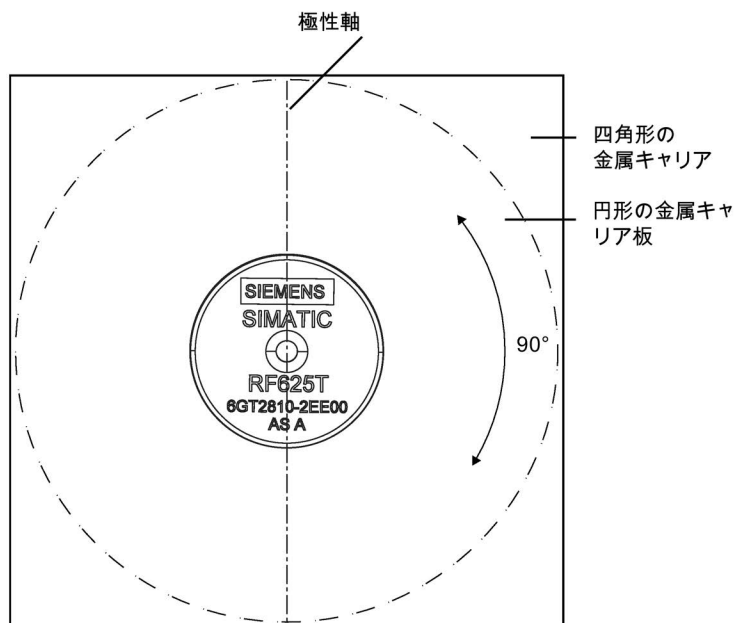 極性軸
四角形の
金属キャリア
円形の金属キャ
リア板
90°
SIEMENS
SIMATIC
RF625T
6GT2810-2EE00
AS A